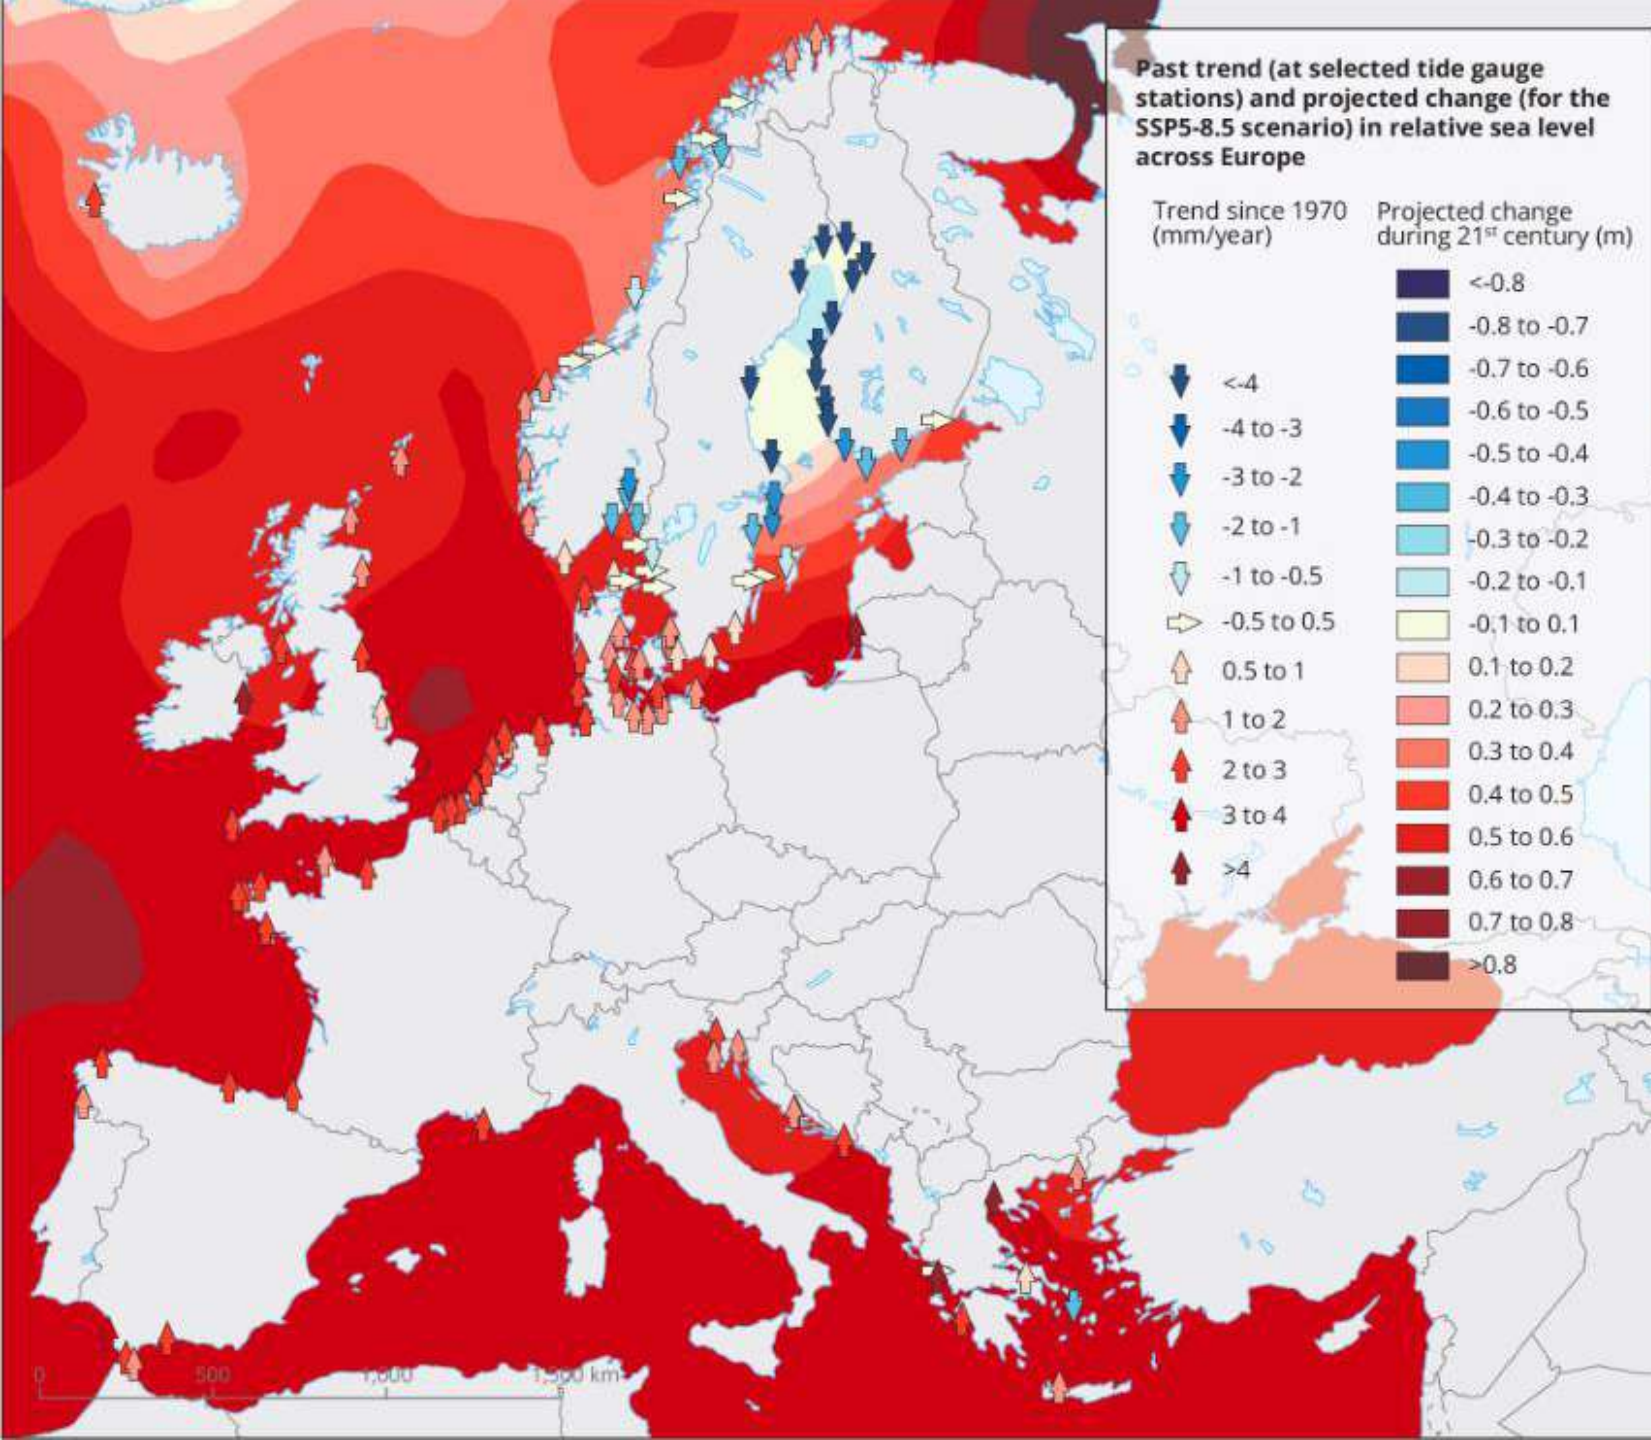 Past trend (at selected tide gauge
stations) and projected change (for the
SSP5-8.5 scenario) in relative sea level
across Europe
Trend since 1970
(mm/year)
<-4
-4 to -3
-3 to -2
-2 to -1
-1 to -0.5
-0.5 to 0.5
0.5 to 1
1 to 2
2 to 3
3 to 4
>4
Projected change
during 21st century (m)
<-0.8
-0.8 to -0.7
-0.7 to -0.6
-0.6 to -0.5
-0.5 to -0.4
-0.4 to -0.3
-0.3 to -0.2
-0.2 to -0.1
-0.1 to 0.1
0.1 to 0.2
0.2 to 0.3
0.3 to 0.4
0.4 to 0.5
0.5 to 0.6
0.6 to 0.7
0.7 to 0.8
>0.8
0 500 1,000 1,500 km